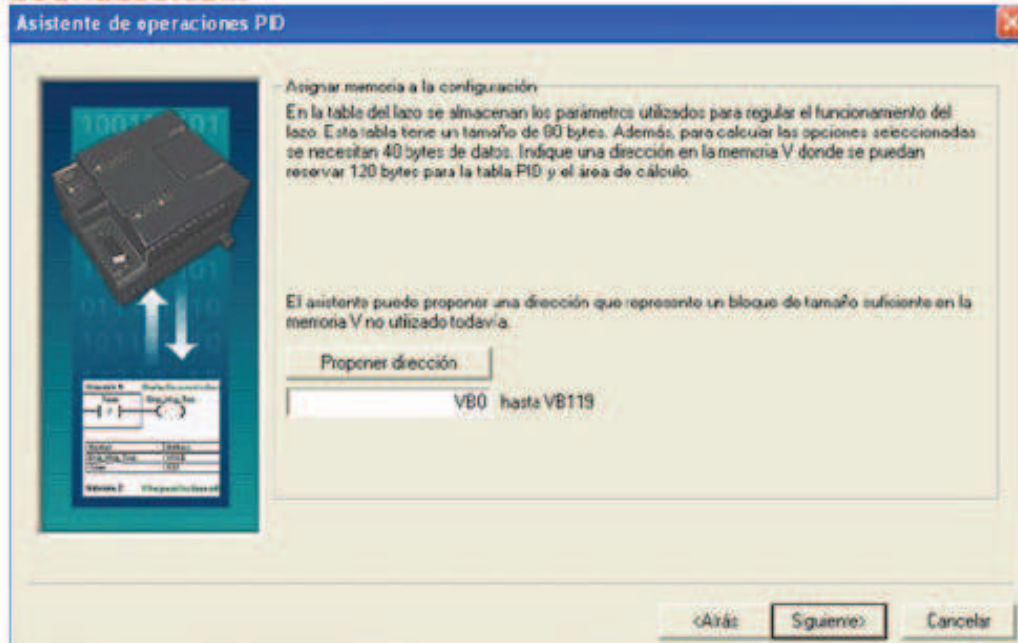 Asistente de operaciones PID
Asignar memoria a la configuración
En la table del lazo se almacenan los parámetros utilizados para regular el funcionamento del
lazo. Esta tabla tiene un tamaño de 80 bytes. Además, para calcular las opciones seleccionadas
se necesitan 40 bytes de datos. Indique una dirección en la memoria V donde se puedan
reservar 120 bytes para la tabla PID y el área de cálculo.
El asistente puede proponer una dirección que represente un bloque de tamaño suficiente en la
memoria V no utilizado todavía.
Proponer dirección
VB0 hasta VB119
<Atrás Siguiente> Cancelar